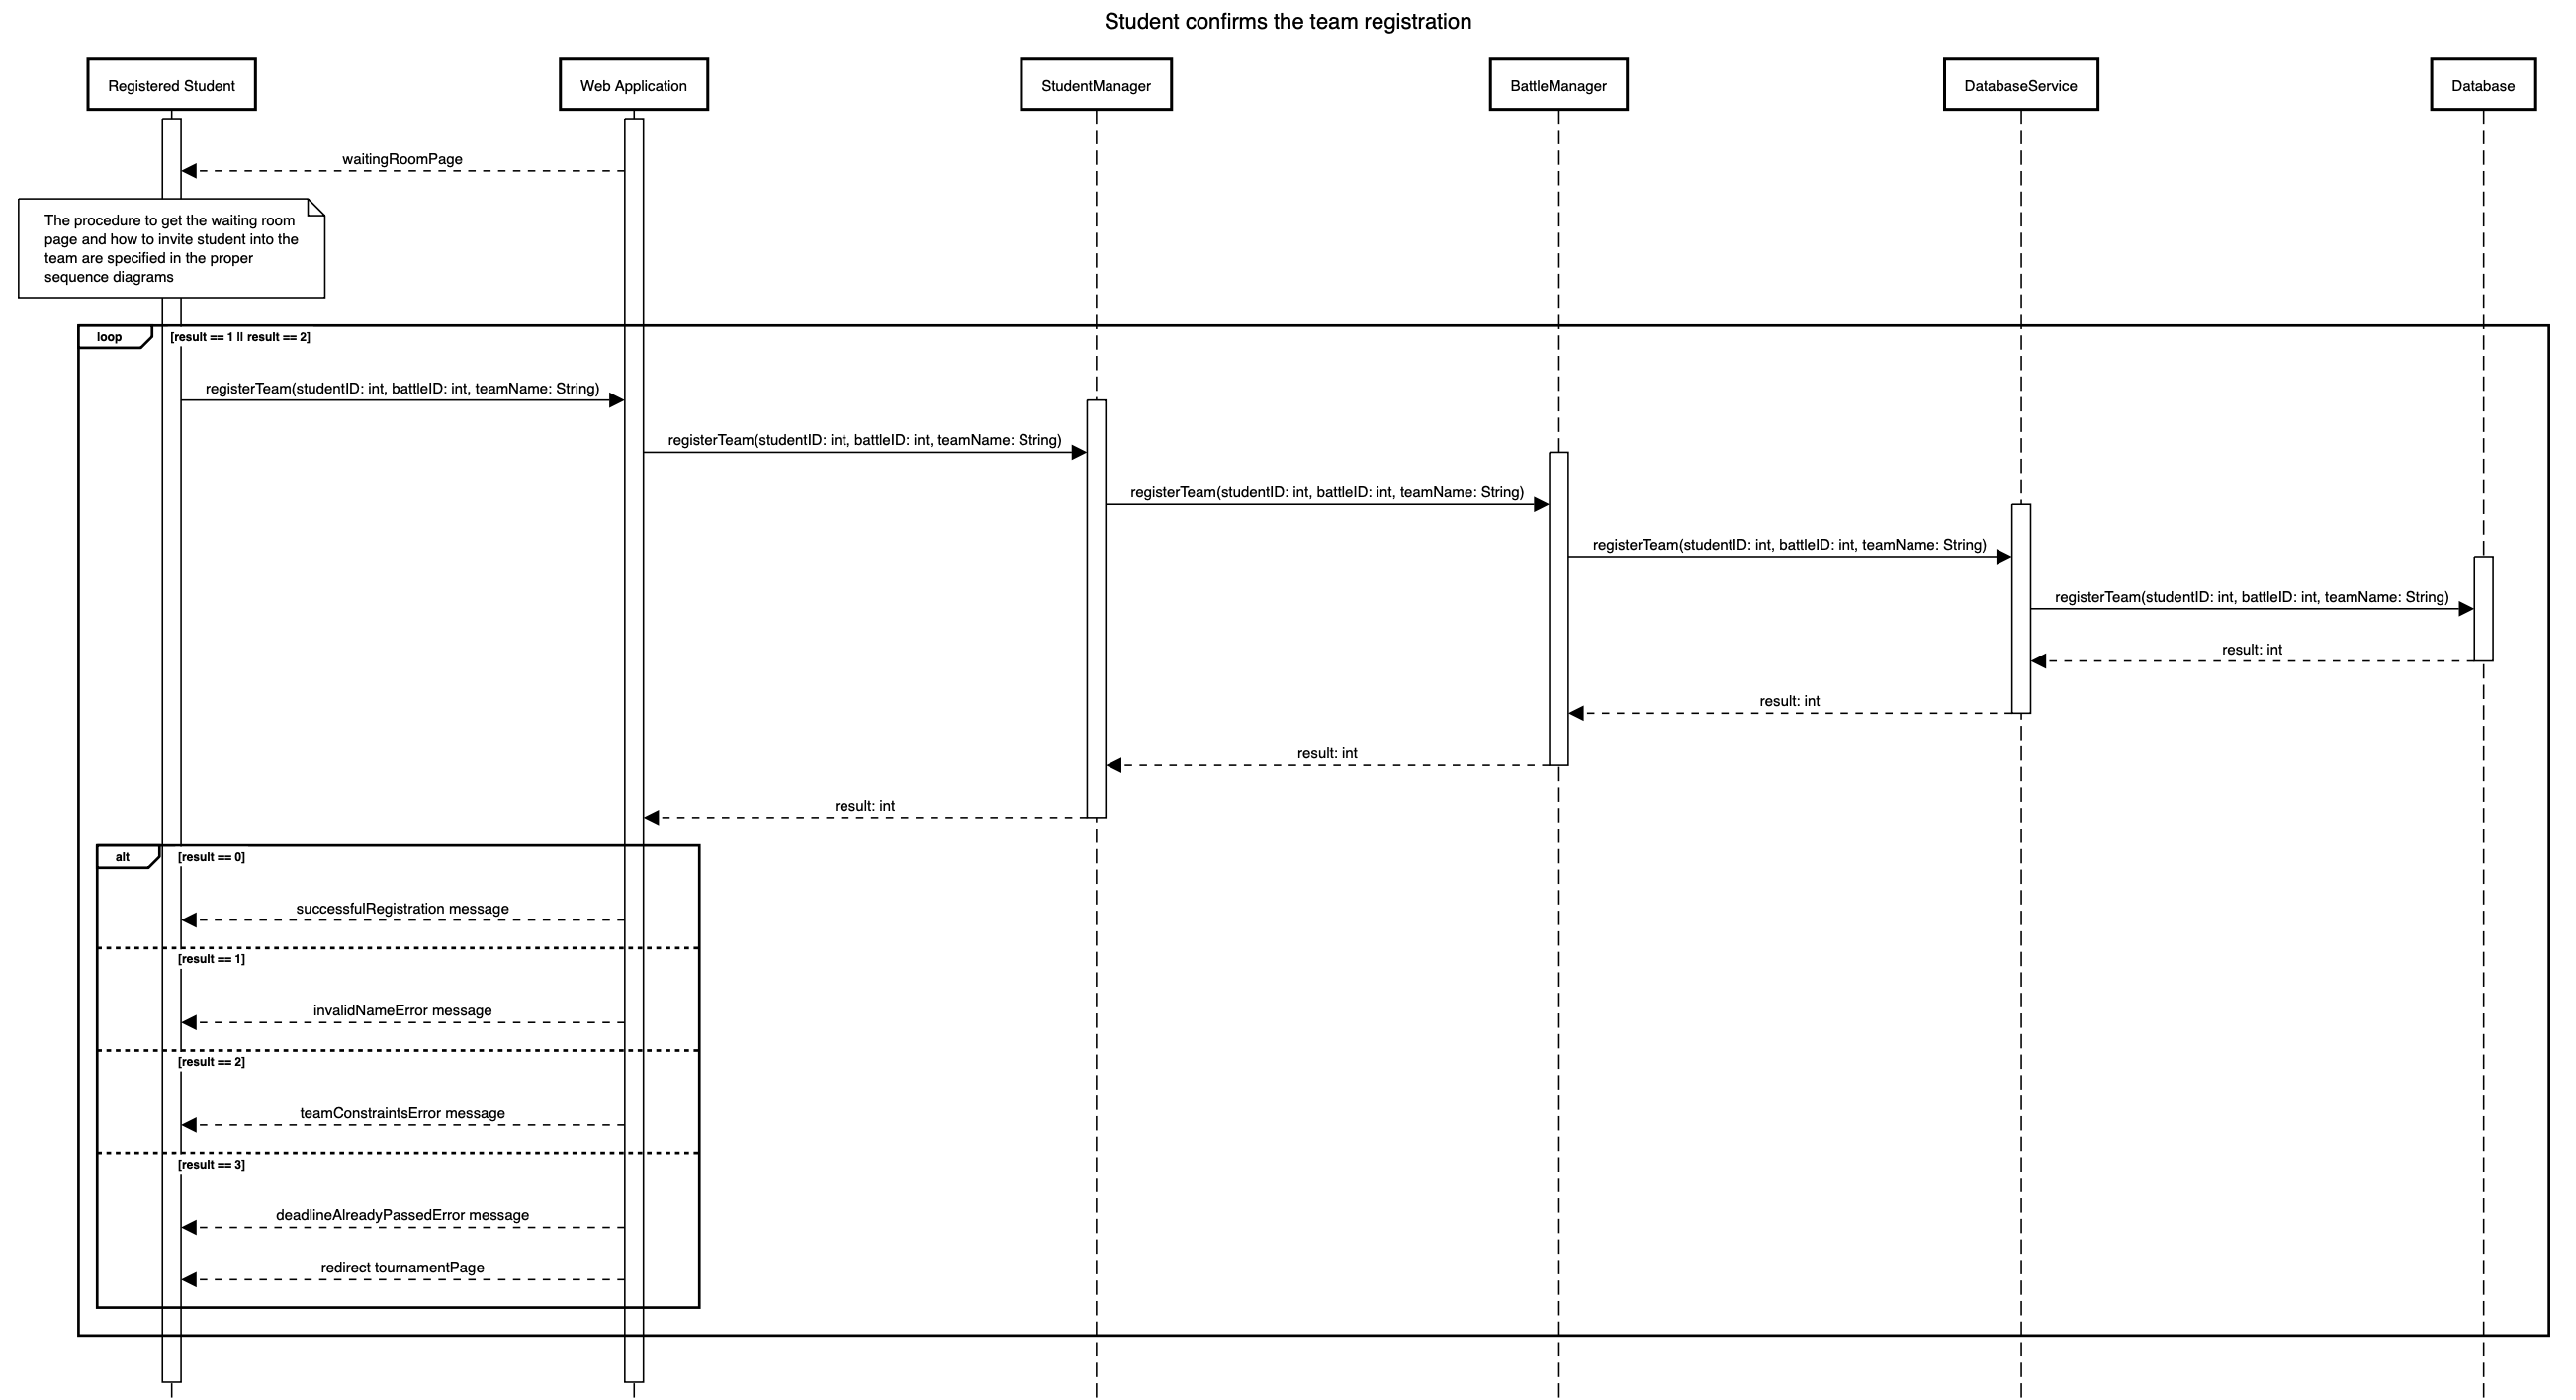 Student confirms the team registration
Registered Student
Web Application
StudentManager
BattleManager
DatabaseService
Database
waitingRoomPage
The procedure to get the waiting room
page and how to invite student into the
team are specified in the proper
sequence diagrams
loop
[result == 1 || result == 2]
registerTeam(studentID: int, battleID: int, teamName: String)
registerTeam(studentID: int, battleID: int, teamName: String)
registerTeam(studentID: int, battleID: int, teamName: String)
registerTeam(studentID: int, battleID: int, teamName: String)
registerTeam(studentID: int, battleID: int, teamName: String)
result: int
result: int
result: int
result: int
alt
[result == 0]
successfulRegistration message
[result == 1]
invalidNameError message
[result == 2]
teamConstraintsError message
[result == 3]
deadlineAlreadyPassedError message
redirect tournamentPage